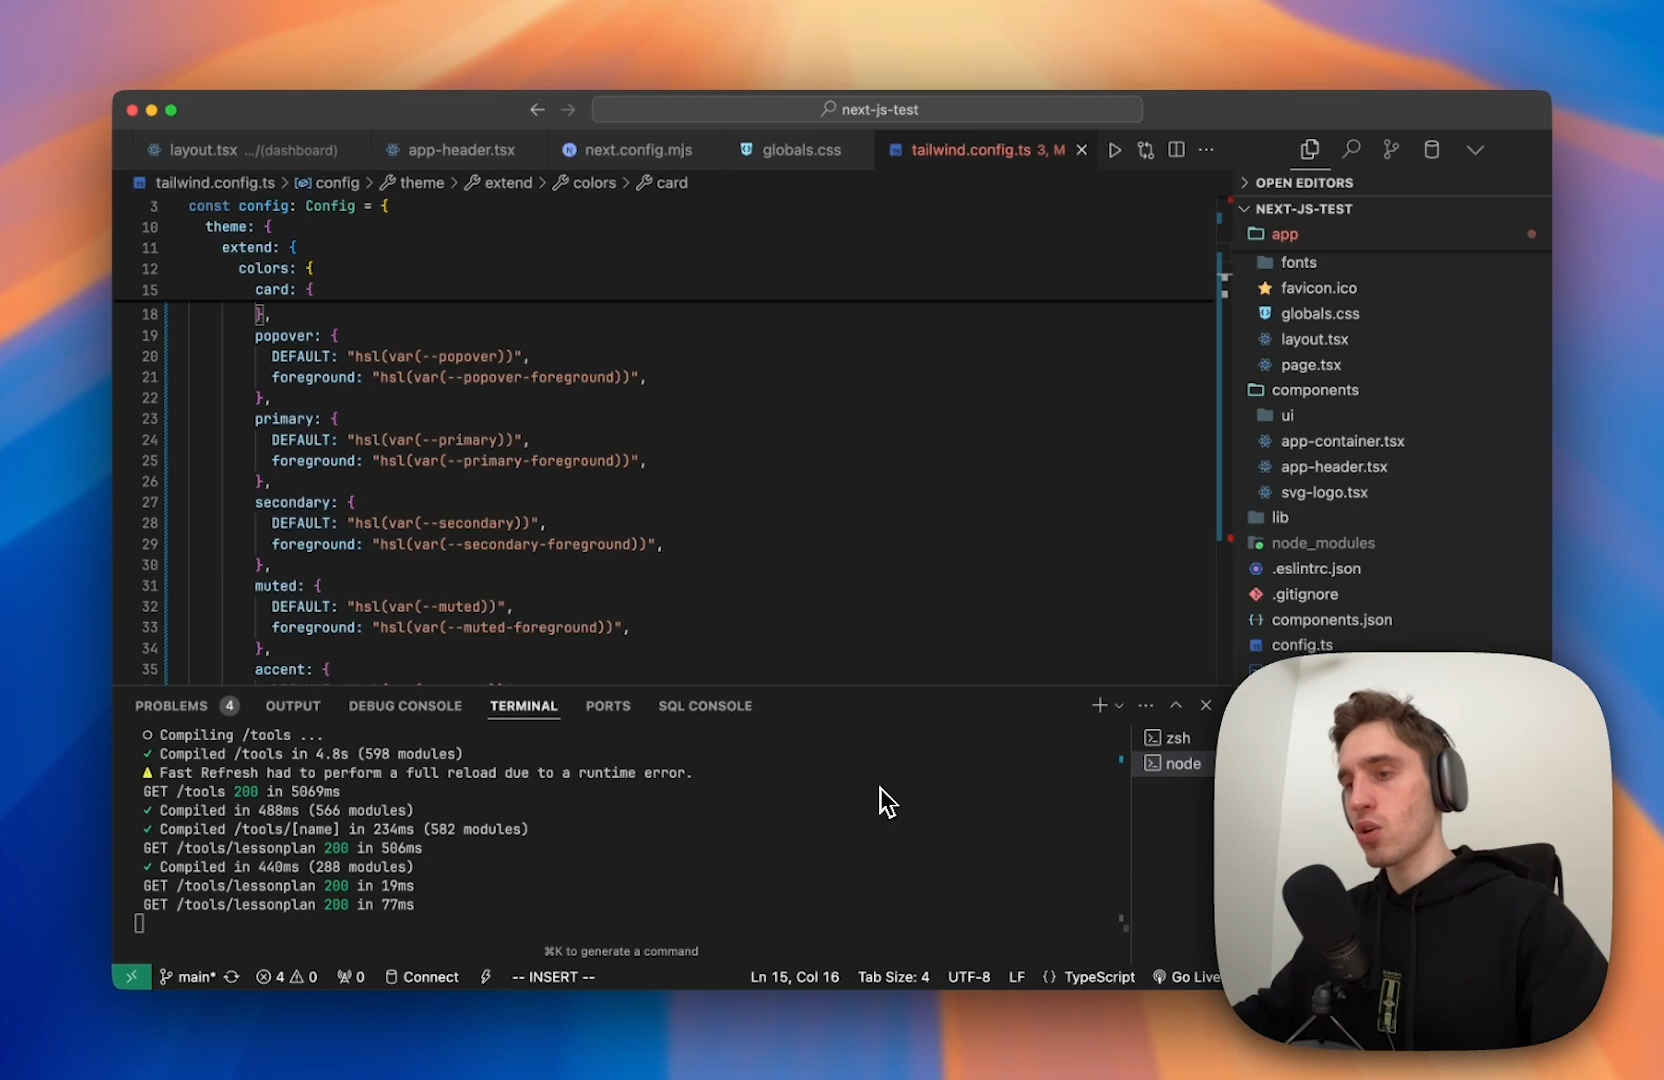 next-js-test
layout.tsx .../(dashboard)
app-header.tsx
next.config.mjs
globals.css
tailwind.config.ts 3, M
tailwind.config.ts > config > theme > extend > colors > card
3 const config: Config = {
10 theme: {
11 extend: {
12 colors: {
15 card: {
18 },
19 popover: {
20 DEFAULT: "hsl(var(--popover))",
21 foreground: "hsl(var(--popover-foreground))",
22 },
23 primary: {
24 DEFAULT: "hsl(var(--primary))",
25 foreground: "hsl(var(--primary-foreground))",
26 },
27 secondary: {
28 DEFAULT: "hsl(var(--secondary))",
29 foreground: "hsl(var(--secondary-foreground))",
30 },
31 muted: {
32 DEFAULT: "hsl(var(--muted))",
33 foreground: "hsl(var(--muted-foreground))",
34 },
35 accent: {
OPEN EDITORS
NEXT-JS-TEST
app
fonts
favicon.ico
globals.css
layout.tsx
page.tsx
components
ui
app-container.tsx
app-header.tsx
svg-logo.tsx
lib
node_modules
.eslintrc.json
.gitignore
components.json
config.ts
PROBLEMS 4 OUTPUT DEBUG CONSOLE TERMINAL PORTS SQL CONSOLE
Compiling /tools ...
✓ Compiled /tools in 4.8s (598 modules)
⚠ Fast Refresh had to perform a full reload due to a runtime error.
GET /tools 200 in 5069ms
✓ Compiled in 488ms (566 modules)
✓ Compiled /tools/[name] in 234ms (582 modules)
GET /tools/lessonplan 200 in 506ms
✓ Compiled in 440ms (288 modules)
GET /tools/lessonplan 200 in 19ms
GET /tools/lessonplan 200 in 77ms
⌘K to generate a command
zsh
node
main* 4 0 0 Connect -- INSERT -- Ln 15, Col 16 Tab Size: 4 UTF-8 LF {} TypeScript Go Live